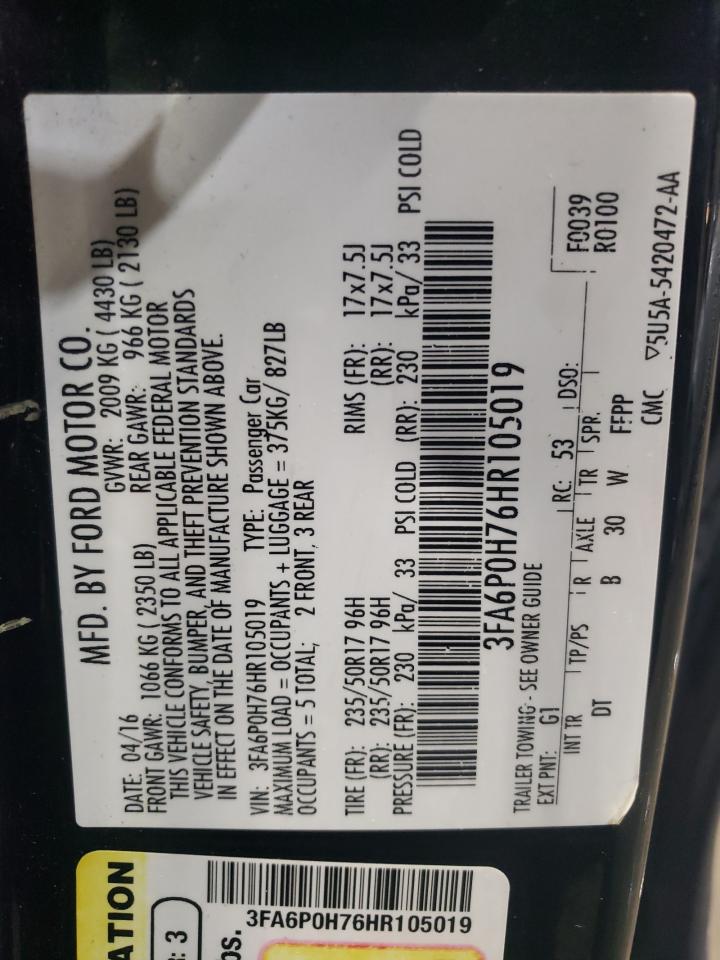 MFD. BY FORD MOTOR CO.
DATE: 04/16 GVWR: 2009 KG ( 4430 LB)
FRONT GAWR: 1066 KG ( 2350 LB) REAR GAWR: 966 KG ( 2130 LB)
THIS VEHICLE CONFORMS TO ALL APPLICABLE FEDERAL MOTOR
VEHICLE SAFETY, BUMPER, AND THEFT PREVENTION STANDARDS
IN EFFECT ON THE DATE OF MANUFACTURE SHOWN ABOVE.
VIN: 3FA6P0H76HR105019 TYPE: Passenger Car
MAXIMUM LOAD = OCCUPANTS + LUGGAGE = 375KG/ 827LB
OCCUPANTS = 5 TOTAL; 2 FRONT, 3 REAR
TIRE (FR): 235/50R17 96H RIMS (FR): 17x7.5J
(RR): 235/50R17 96H (RR): 17x7.5J
PRESSURE (FR): 230 kPa/ 33 PSI COLD (RR): 230 kPa/ 33 PSI COLD
3FA6P0H76HR105019
TRAILER TOWING - SEE OWNER GUIDE
EXT PNT: G1 RC: 53 DSO: F0039
R0100
INT TR TP/PS R AXLE TR SPR
DT B 30 W FFPP
CMC ▽5U5A-5420472-AA
ATION
: 3
OS.
3FA6P0H76HR105019